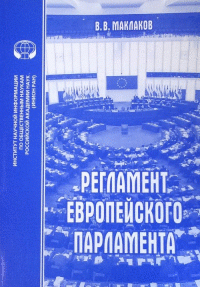 В. В. МАКЛАКОВ
ИНСТИТУТ НАУЧНОЙ ИНФОРМАЦИИ
ПО ОБЩЕСТВЕННЫМ НАУКАМ
РОССИЙСКОЙ АКАДЕМИИ НАУК
(ИНИОН РАН)
РЕГЛАМЕНТ
ЕВРОПЕЙСКОГО
ПАРЛАМЕНТА